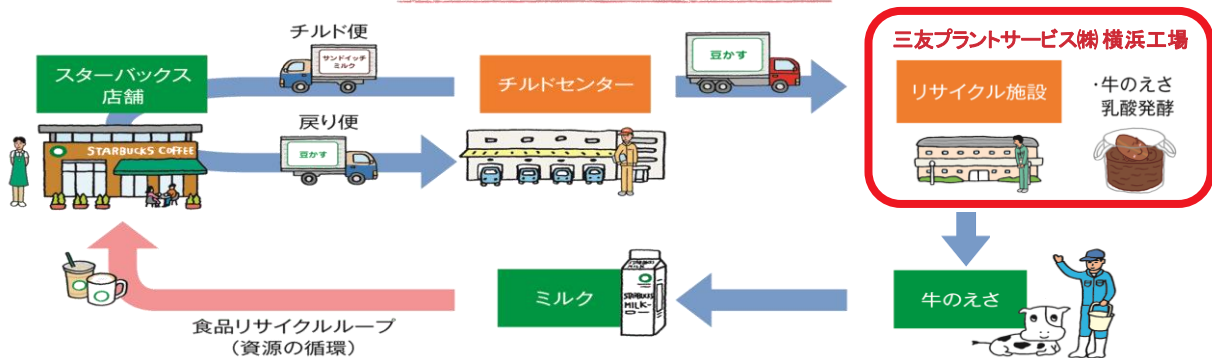 チルド便
サンドイッチ
ミルク
スターバックス
店舗
戻り便
豆かす
STARBUCKS COFFEE
チルドセンター
豆かす
三友プラントサービス㈱横浜工場
リサイクル施設
・牛のえさ
乳酸発酵
牛のえさ
ミルク
STARBUCKS
MILK
STARBUCKS
MILK-
食品リサイクルループ
(資源の循環)